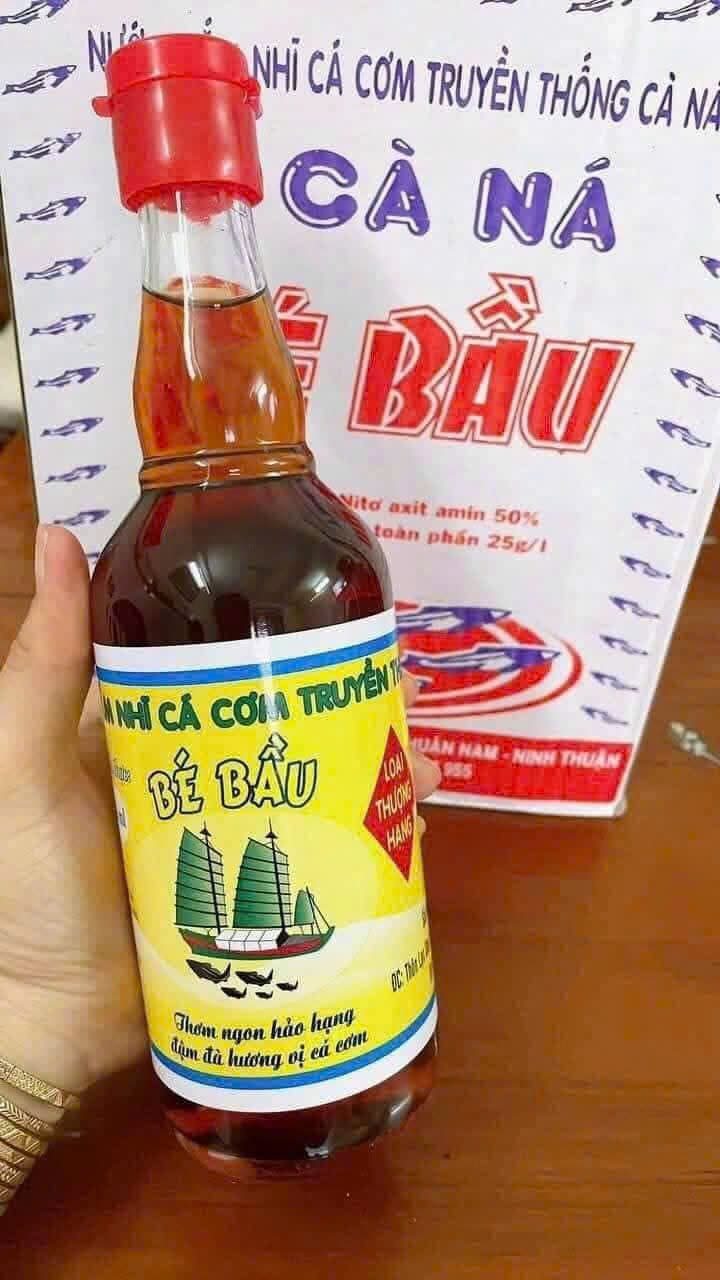 NHĨ CÁ CƠM TRUYỀN THỐNG CÀ NÁ
CÀ NÁ
BẦU
Nitơ axit amin 50%
toàn phần 25g/l
NAM - NINH THUẬN
955
NHĨ CÁ CƠM TRUYỀN
BÉ BẦU
LOẠI
THƯỢNG
HẠNG
ĐC: Thôn
Thơm ngon hảo hạng
đậm đà hương vị cá cơm